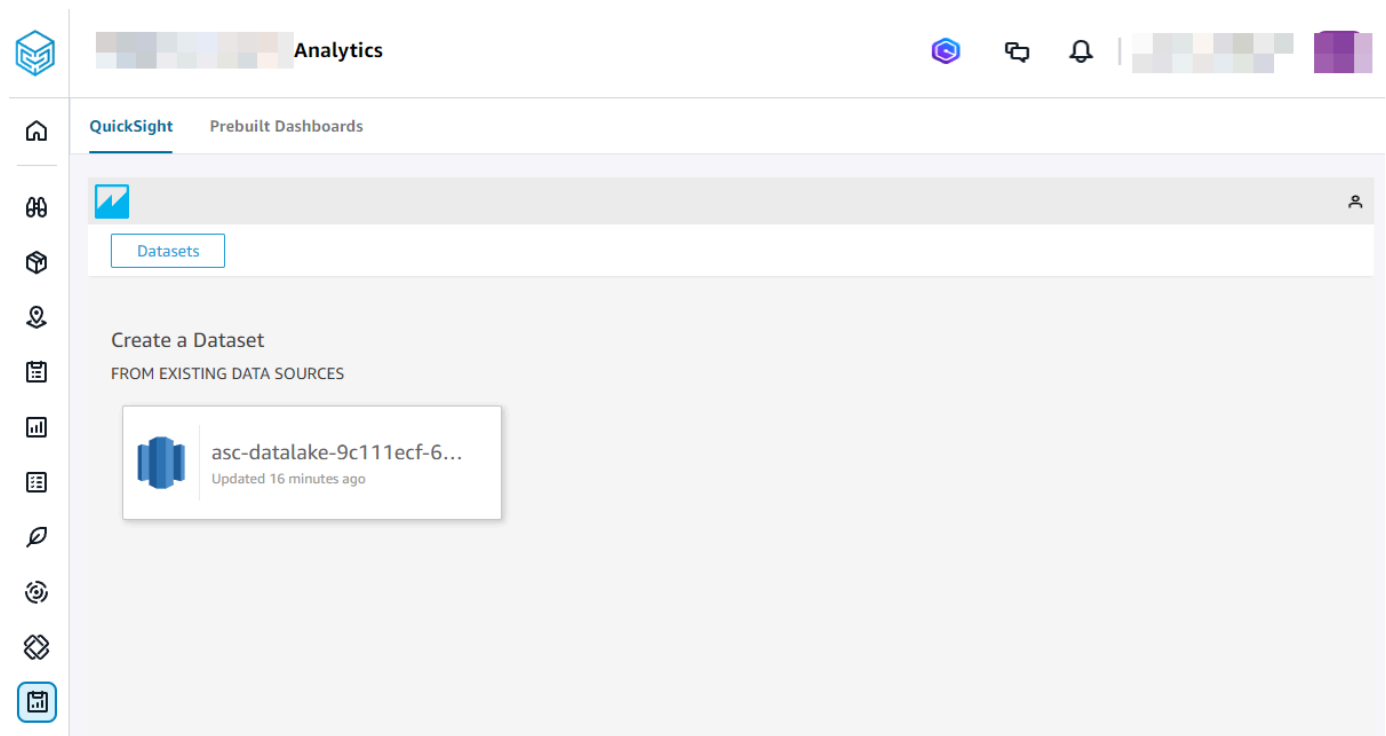 Analytics
QuickSight Prebuilt Dashboards
Datasets
Create a Dataset
FROM EXISTING DATA SOURCES
asc-datalake-9c111ecf-6...
Updated 16 minutes ago